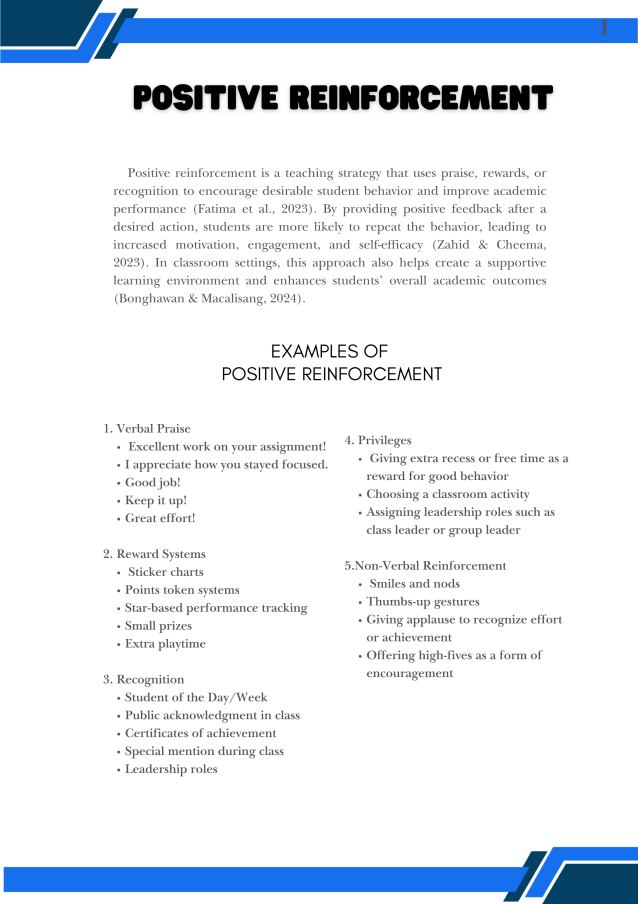 1
POSITIVE REINFORCEMENT
Positive reinforcement is a teaching strategy that uses praise, rewards, or
recognition to encourage desirable student behavior and improve academic
performance (Fatima et al., 2023). By providing positive feedback after a
desired action, students are more likely to repeat the behavior, leading to
increased motivation, engagement, and self-efficacy (Zahid & Cheema,
2023). In classroom settings, this approach also helps create a supportive
learning environment and enhances students’ overall academic outcomes
(Bonghawan & Macalisang, 2024).
EXAMPLES OF
POSITIVE REINFORCEMENT
1. Verbal Praise
• Excellent work on your assignment!
• I appreciate how you stayed focused.
• Good job!
• Keep it up!
• Great effort!
2. Reward Systems
• Sticker charts
• Points token systems
• Star-based performance tracking
• Small prizes
• Extra playtime
3. Recognition
• Student of the Day/Week
• Public acknowledgment in class
• Certificates of achievement
• Special mention during class
• Leadership roles
4. Privileges
• Giving extra recess or free time as a
reward for good behavior
• Choosing a classroom activity
• Assigning leadership roles such as
class leader or group leader
5.Non-Verbal Reinforcement
• Smiles and nods
• Thumbs-up gestures
• Giving applause to recognize effort
or achievement
• Offering high-fives as a form of
encouragement